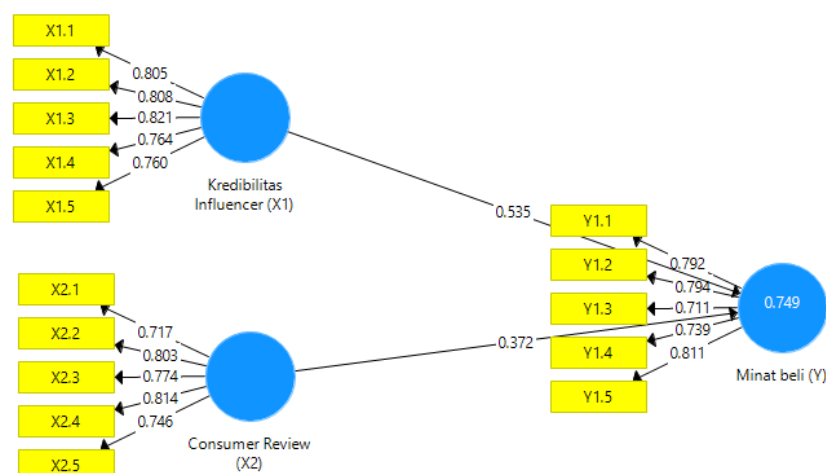 X1.1
X1.2
X1.3
X1.4
X1.5
0.805
0.808
0.821
0.764
0.760
Kredibilitas
Influencer (X1)
0.535
X2.1
X2.2
X2.3
X2.4
X2.5
0.717
0.803
0.774
0.814
0.746
Consumer Review
(X2)
0.372
Y1.1
Y1.2
Y1.3
Y1.4
Y1.5
0.792
0.794
0.711
0.739
0.811
0.749
Minat beli (Y)